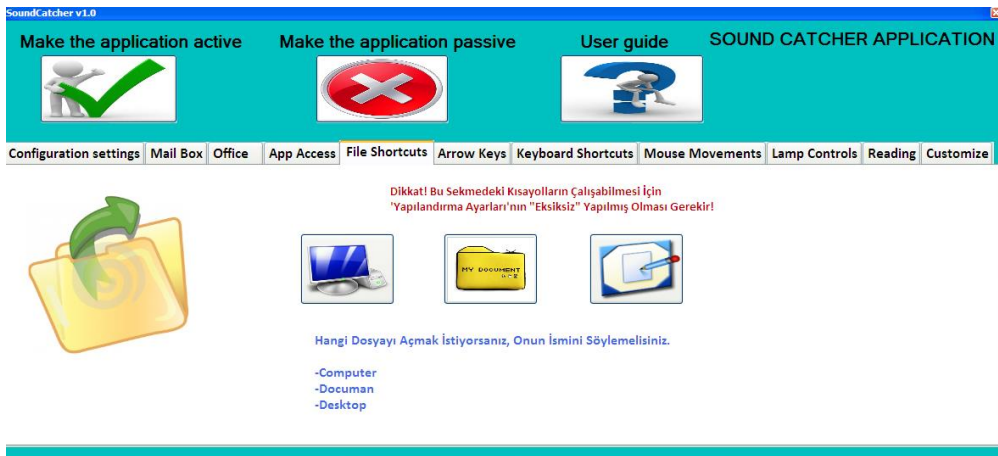 SoundCatcher v1.0
Make the application active
Make the application passive
User guide
SOUND CATCHER APPLICATION
Configuration settings
Mail Box
Office
App Access
File Shortcuts
Arrow Keys
Keyboard Shortcuts
Mouse Movements
Lamp Controls
Reading
Customize
Dikkat! Bu Sekmedeki Kısayolların Çalışabilmesi İçin
'Yapılandırma Ayarları'nın "Eksiksiz" Yapılmış Olması Gerekir!
MY DOCUMENT
Hangi Dosyayı Açmak İstiyorsanız, Onun İsmini Söylemelisiniz.
-Computer
-Documan
-Desktop